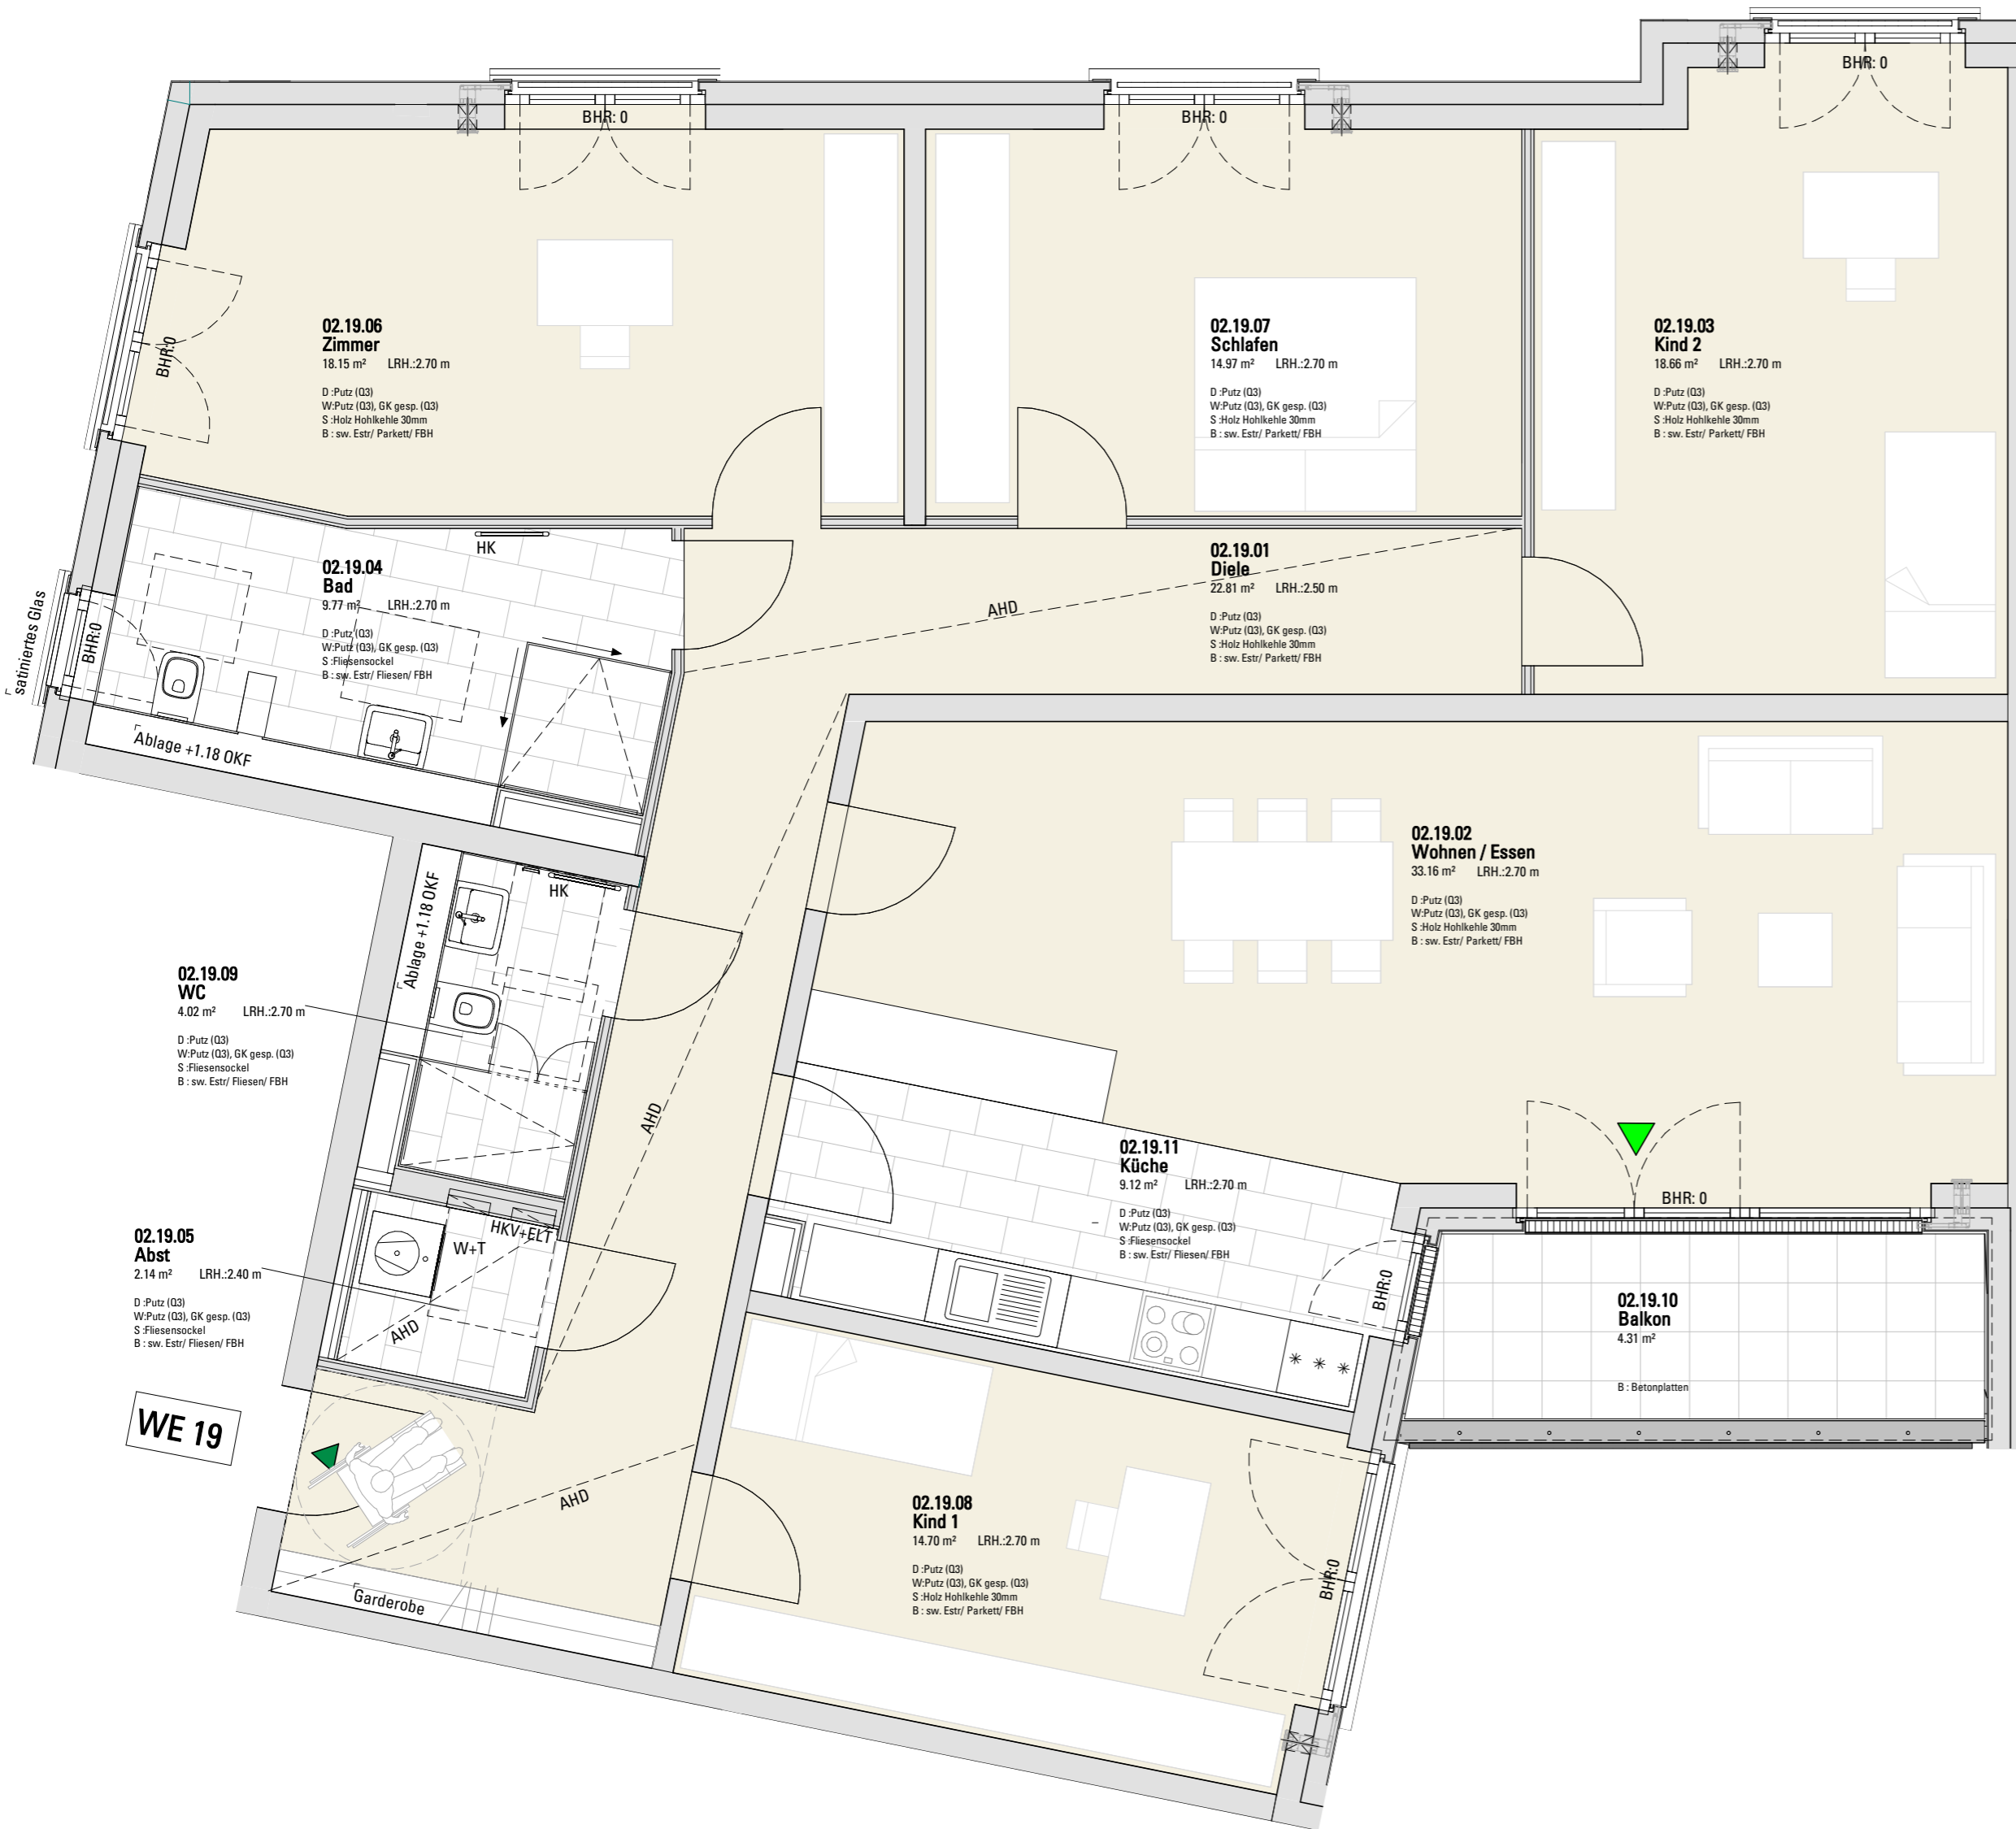 BHR: 0
BHR: 0
BHR: 0
BHR:0
02.19.06
Zimmer
18.15 m² LRH.:2.70 m
D :Putz (Q3)
W:Putz (Q3), GK gesp. (Q3)
S :Holz Hohlkehle 30mm
B : sw. Estr/ Parkett/ FBH
02.19.07
Schlafen
14.97 m² LRH.:2.70 m
D :Putz (Q3)
W:Putz (Q3), GK gesp. (Q3)
S :Holz Hohlkehle 30mm
B : sw. Estr/ Parkett/ FBH
02.19.03
Kind 2
18.66 m² LRH.:2.70 m
D :Putz (Q3)
W:Putz (Q3), GK gesp. (Q3)
S :Holz Hohlkehle 30mm
B : sw. Estr/ Parkett/ FBH
HK
02.19.04
Bad
9.77 m² LRH.:2.70 m
D :Putz (Q3)
W:Putz (Q3), GK gesp. (Q3)
S :Fliesensockel
B : sw. Estr/ Fliesen/ FBH
satiniertes Glas
BHR:0
Ablage +1.18 OKF
02.19.01
Diele
22.81 m² LRH.:2.50 m
D :Putz (Q3)
W:Putz (Q3), GK gesp. (Q3)
S :Holz Hohlkehle 30mm
B : sw. Estr/ Parkett/ FBH
AHD
02.19.02
Wohnen / Essen
33.16 m² LRH.:2.70 m
D :Putz (Q3)
W:Putz (Q3), GK gesp. (Q3)
S :Holz Hohlkehle 30mm
B : sw. Estr/ Parkett/ FBH
HK
Ablage +1.18 OKF
02.19.09
WC
4.02 m² LRH.:2.70 m
D :Putz (Q3)
W:Putz (Q3), GK gesp. (Q3)
S :Fliesensockel
B : sw. Estr/ Fliesen/ FBH
AHD
02.19.11
Küche
9.12 m² LRH.:2.70 m
D :Putz (Q3)
W:Putz (Q3), GK gesp. (Q3)
S :Fliesensockel
B : sw. Estr/ Fliesen/ FBH
BHR: 0
BHR:0
02.19.05
Abst
2.14 m² LRH.:2.40 m
D :Putz (Q3)
W:Putz (Q3), GK gesp. (Q3)
S :Fliesensockel
B : sw. Estr/ Fliesen/ FBH
HKV+ELT
W+T
AHD
02.19.10
Balkon
4.31 m²
B : Betonplatten
WE 19
AHD
Garderobe
02.19.08
Kind 1
14.70 m² LRH.:2.70 m
D :Putz (Q3)
W:Putz (Q3), GK gesp. (Q3)
S :Holz Hohlkehle 30mm
B : sw. Estr/ Parkett/ FBH
BHR:0